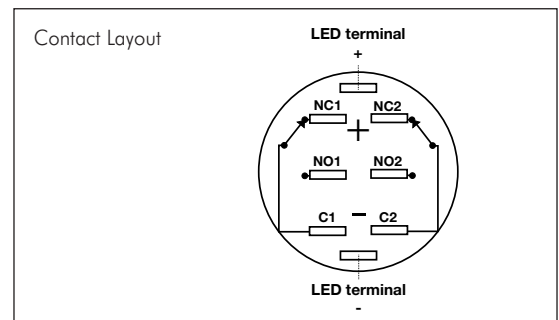 Contact Layout
LED terminal
+
NC1 NC2
+
NO1 NO2
–
C1 C2
LED terminal
-